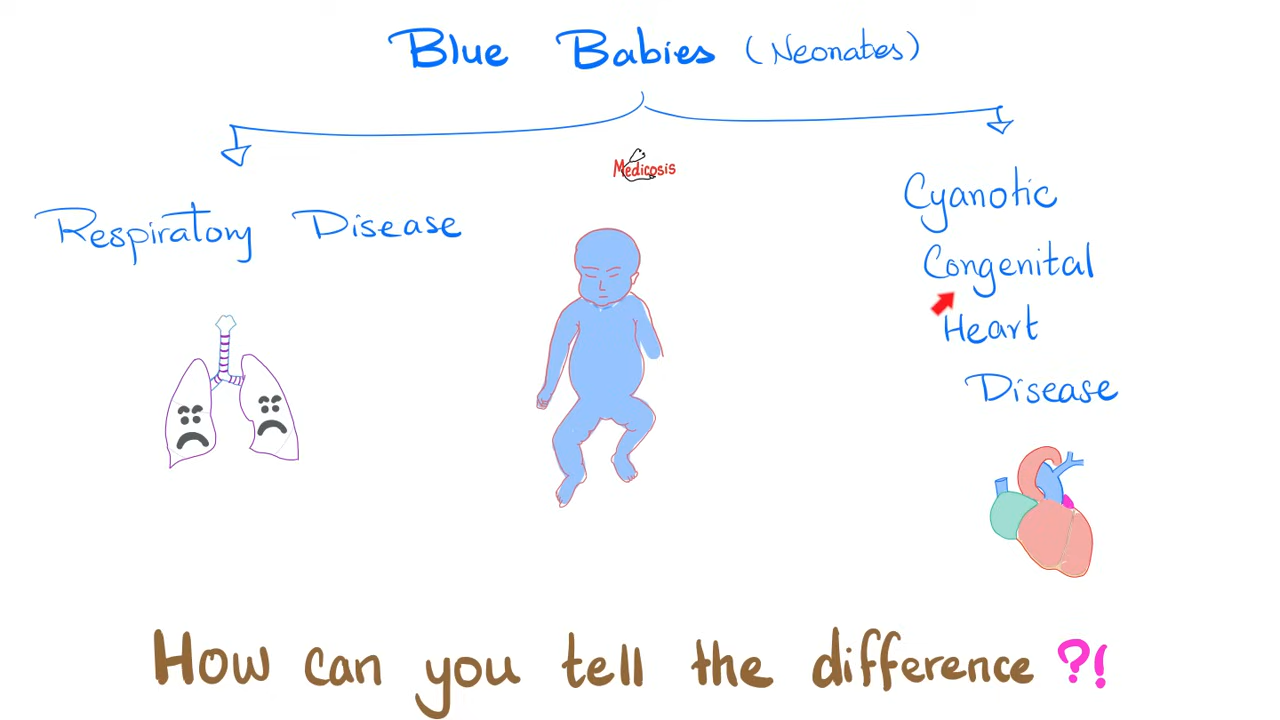 Blue Babies (Neonates)
Medicosis
Respiratory Disease
Cyanotic
Congenital
Heart
Disease
How can you tell the difference ?!